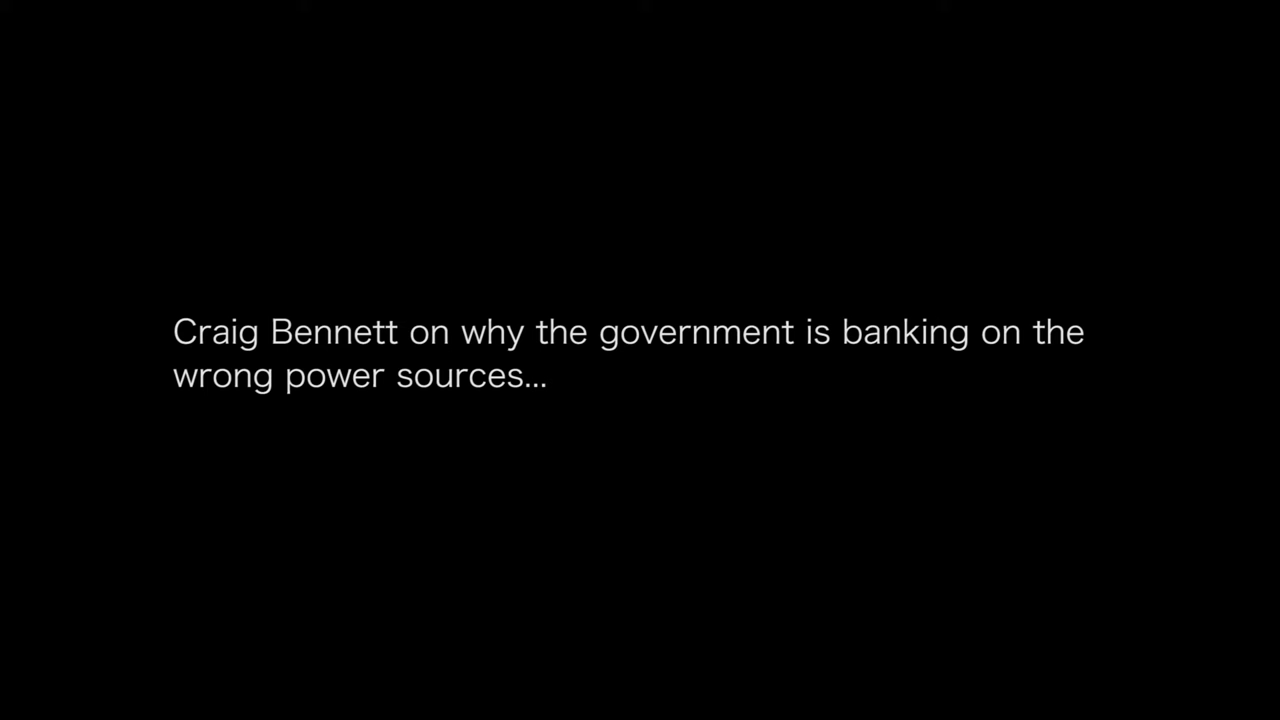 Craig Bennett on why the government is banking on the
wrong power sources...